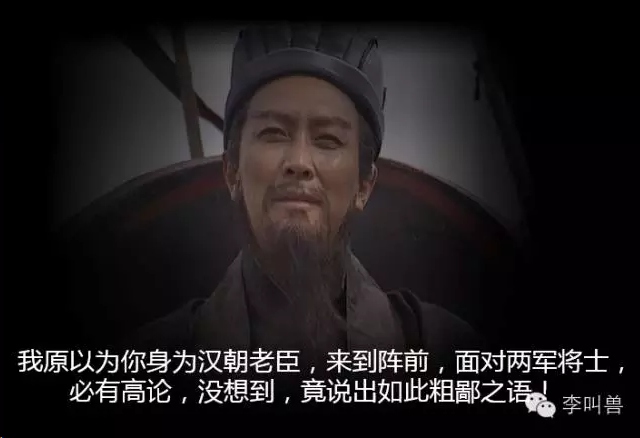 我原以为你身为汉朝老臣，来到阵前，面对两军将士，
必有高论，没想到，竟说出如此粗鄙之语！
李叫兽